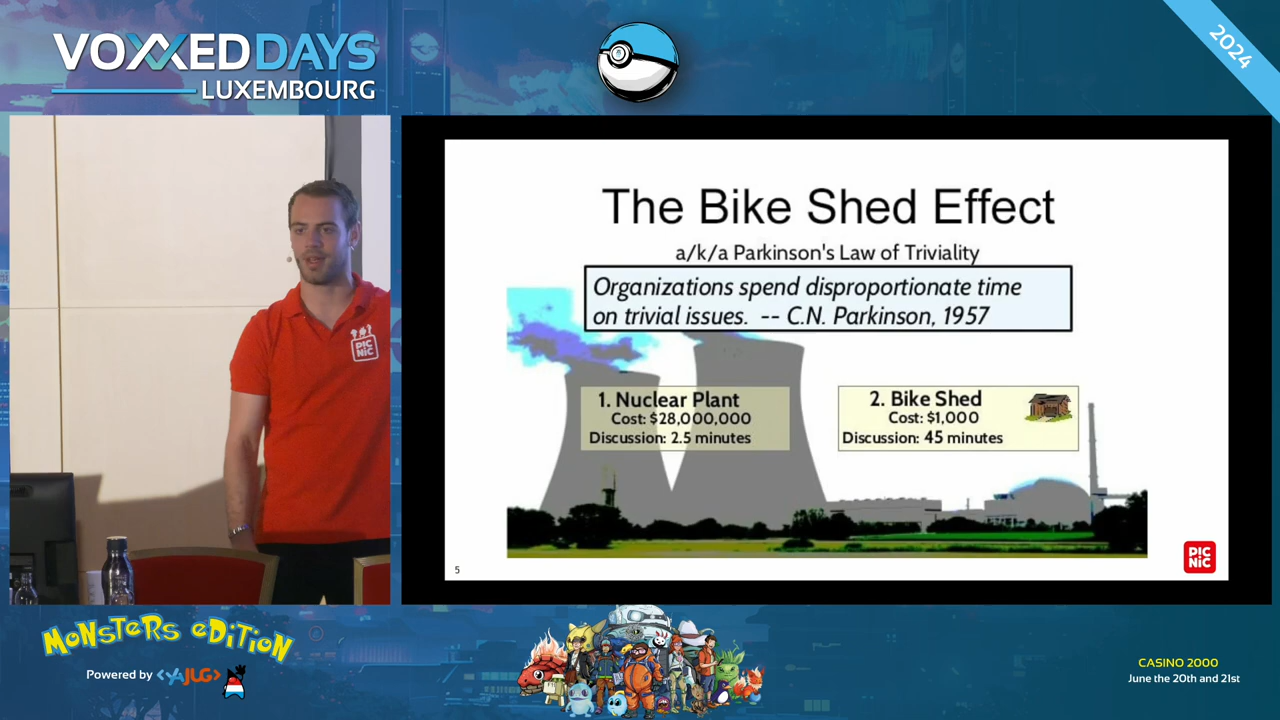 VOXXED DAYS
LUXEMBOURG
2024
PIC
NIC
The Bike Shed Effect
a/k/a Parkinson's Law of Triviality
Organizations spend disproportionate time
on trivial issues. -- C.N. Parkinson, 1957
1. Nuclear Plant
Cost: $28,000,000
Discussion: 2.5 minutes
2. Bike Shed
Cost: $1,000
Discussion: 45 minutes
5
PIC
NIC
MONSTERS EDITION
Powered by <YAJUG>
CASINO 2000
June the 20th and 21st